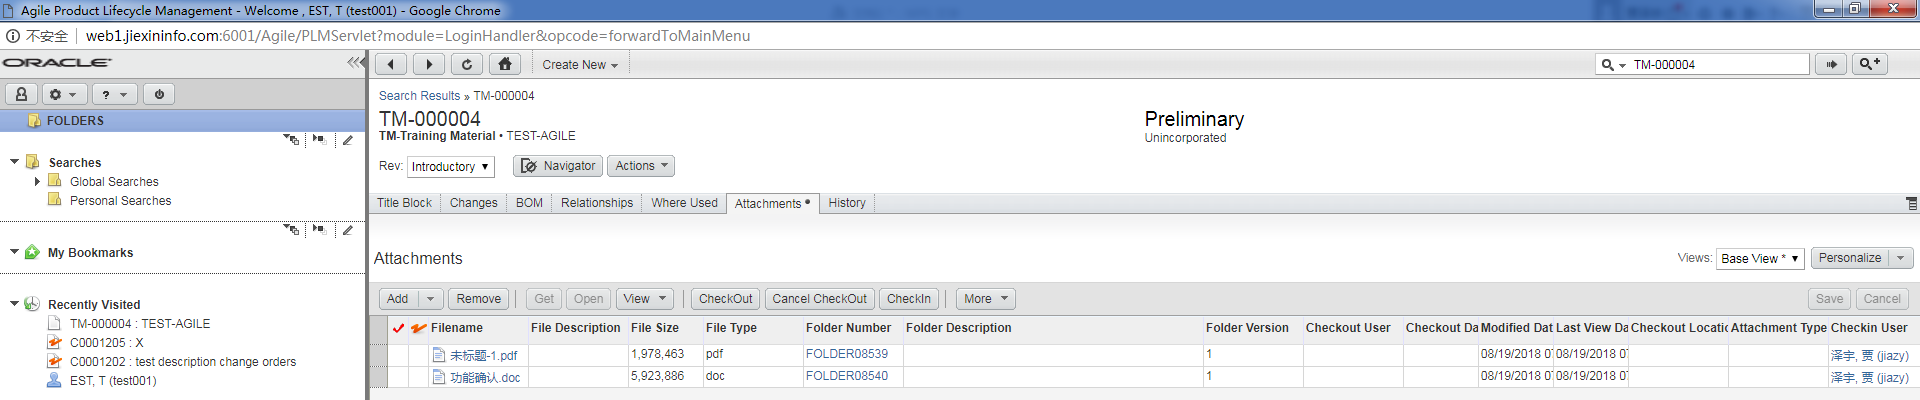 Agile Product Lifecycle Management - Welcome , EST, T (test001) - Google Chrome
不安全 web1.jiexininfo.com:6001/Agile/PLMServlet?module=LoginHandler&opcode=forwardToMainMenu
ORACLE
Create New
TM-000004
FOLDERS
Searches
Global Searches
Personal Searches
My Bookmarks
Recently Visited
TM-000004 : TEST-AGILE
C0001205 : X
C0001202 : test description change orders
EST, T (test001)
Search Results » TM-000004
TM-000004
TM-Training Material • TEST-AGILE
Preliminary
Unincorporated
Rev: Introductory Navigator Actions
Title Block Changes BOM Relationships Where Used Attachments • History
Attachments
Views: Base View * Personalize
Add Remove Get Open View CheckOut Cancel CheckOut CheckIn More Save Cancel
Filename File Description File Size File Type Folder Number Folder Description Folder Version Checkout User Checkout Da Modified Dat Last View Da Checkout Locatio Attachment Type Checkin User
未标题-1.pdf 1,978,463 pdf FOLDER08539 1 08/19/2018 07 08/19/2018 07 泽宇, 贾 (jiazy)
功能确认.doc 5,923,886 doc FOLDER08540 1 08/19/2018 07 08/19/2018 07 泽宇, 贾 (jiazy)